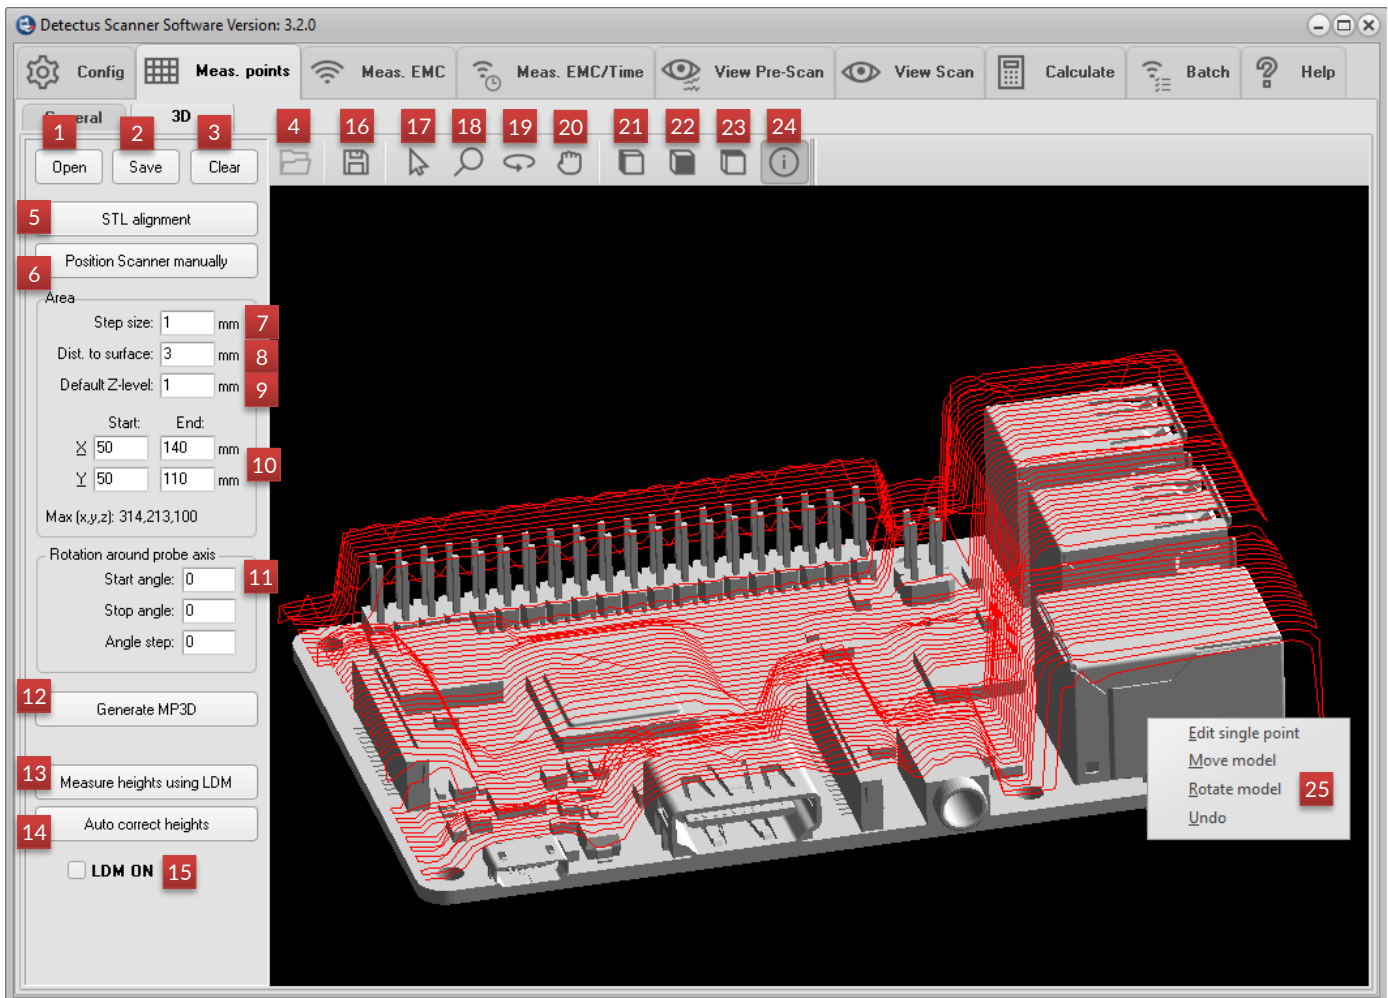 Detectus Scanner Software Version: 3.2.0
Config
Meas. points
Meas. EMC
Meas. EMC/Time
View Pre-Scan
View Scan
Calculate
Batch
Help
3D
1
2
3
4
16
17
18
19
20
21
22
23
24
Open
Save
Clear
5
STL alignment
Position Scanner manually
6
Area
Step size: 1 mm 7
Dist. to surface: 3 mm 8
Default Z-level: 1 mm 9
Start: End:
X 50 140 mm
10
Y 50 110 mm
Max (x,y,z): 314,213,100
Rotation around probe axis
Start angle: 0 11
Stop angle: 0
Angle step: 0
12
Generate MP3D
13
Measure heights using LDM
14
Auto correct heights
LDM ON 15
Edit single point
Move model
Rotate model 25
Undo